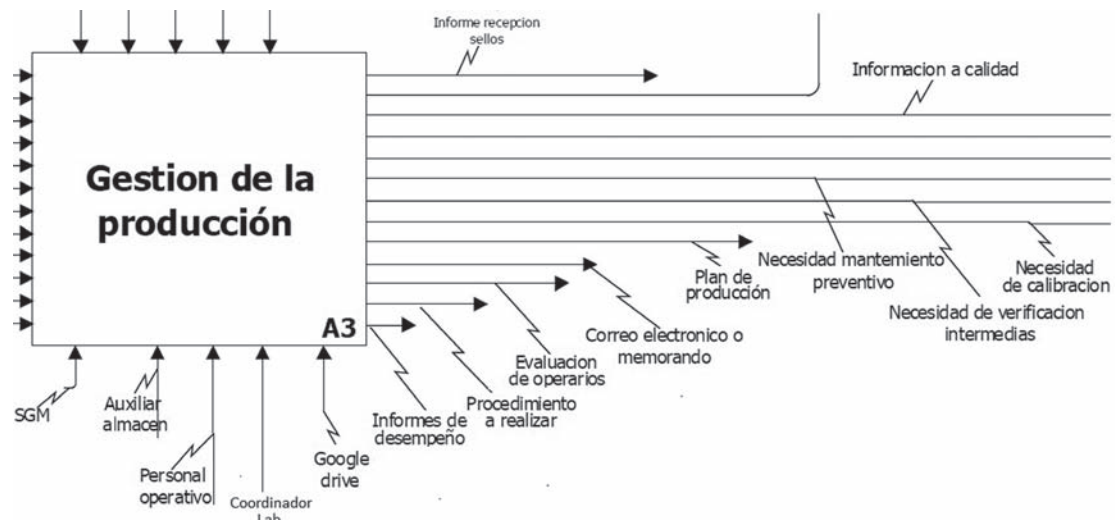 Informe recepcion
sellos
Informacion a calidad
Gestion de la
producción
A3
Necesidad mantemiento
preventivo
Necesidad
de calibracion
Plan de
producción
Necesidad de verificacion
intermedias
Correo electronico o
memorando
Evaluacion
de operarios
Procedimiento
a realizar
Informes de
desempeño
SGM
Auxiliar
almacen
Google
drive
Personal
operativo
Coordinador
Lab